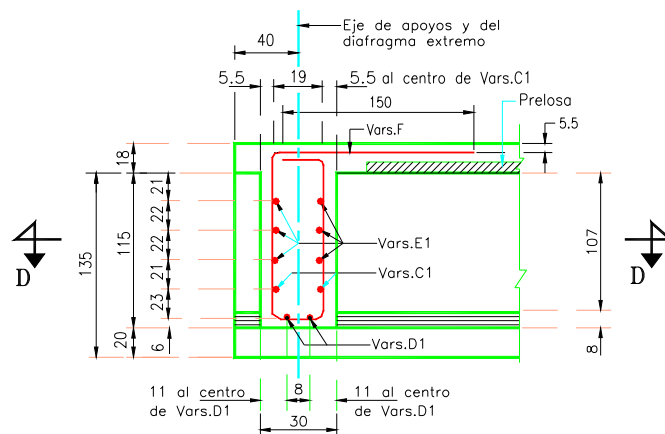 Eje de apoyos y del
diafragma extremo
40
5.5
19
5.5 al centro de Vars.C1
150
Prelosa
5.5
Vars.F
18
21
22
22
21
23
6
115
135
20
107
8
Vars.E1
Vars.C1
Vars.D1
D
D
11 al centro
de Vars.D1
8
11 al centro
de Vars.D1
30